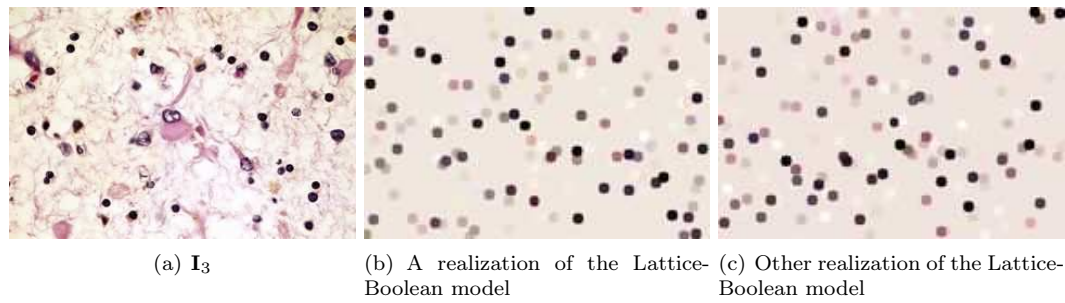 (a) I₃
(b) A realization of the Lattice-
Boolean model
(c) Other realization of the Lattice-
Boolean model